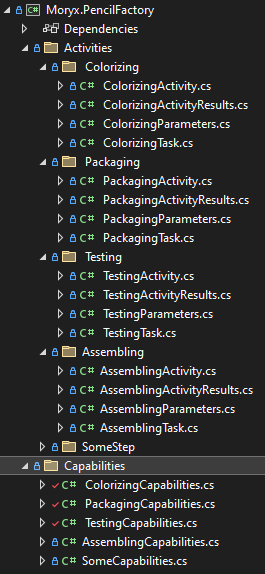 Moryx.PencilFactory
Dependencies
Activities
Colorizing
C# ColorizingActivity.cs
C# ColorizingActivityResults.cs
C# ColorizingParameters.cs
C# ColorizingTask.cs
Packaging
C# PackagingActivity.cs
C# PackagingActivityResults.cs
C# PackagingParameters.cs
C# PackagingTask.cs
Testing
C# TestingActivity.cs
C# TestingActivityResults.cs
C# TestingParameters.cs
C# TestingTask.cs
Assembling
C# AssemblingActivity.cs
C# AssemblingActivityResults.cs
C# AssemblingParameters.cs
C# AssemblingTask.cs
SomeStep
Capabilities
C# ColorizingCapabilities.cs
C# PackagingCapabilities.cs
C# TestingCapabilities.cs
C# AssemblingCapabilities.cs
C# SomeCapabilities.cs